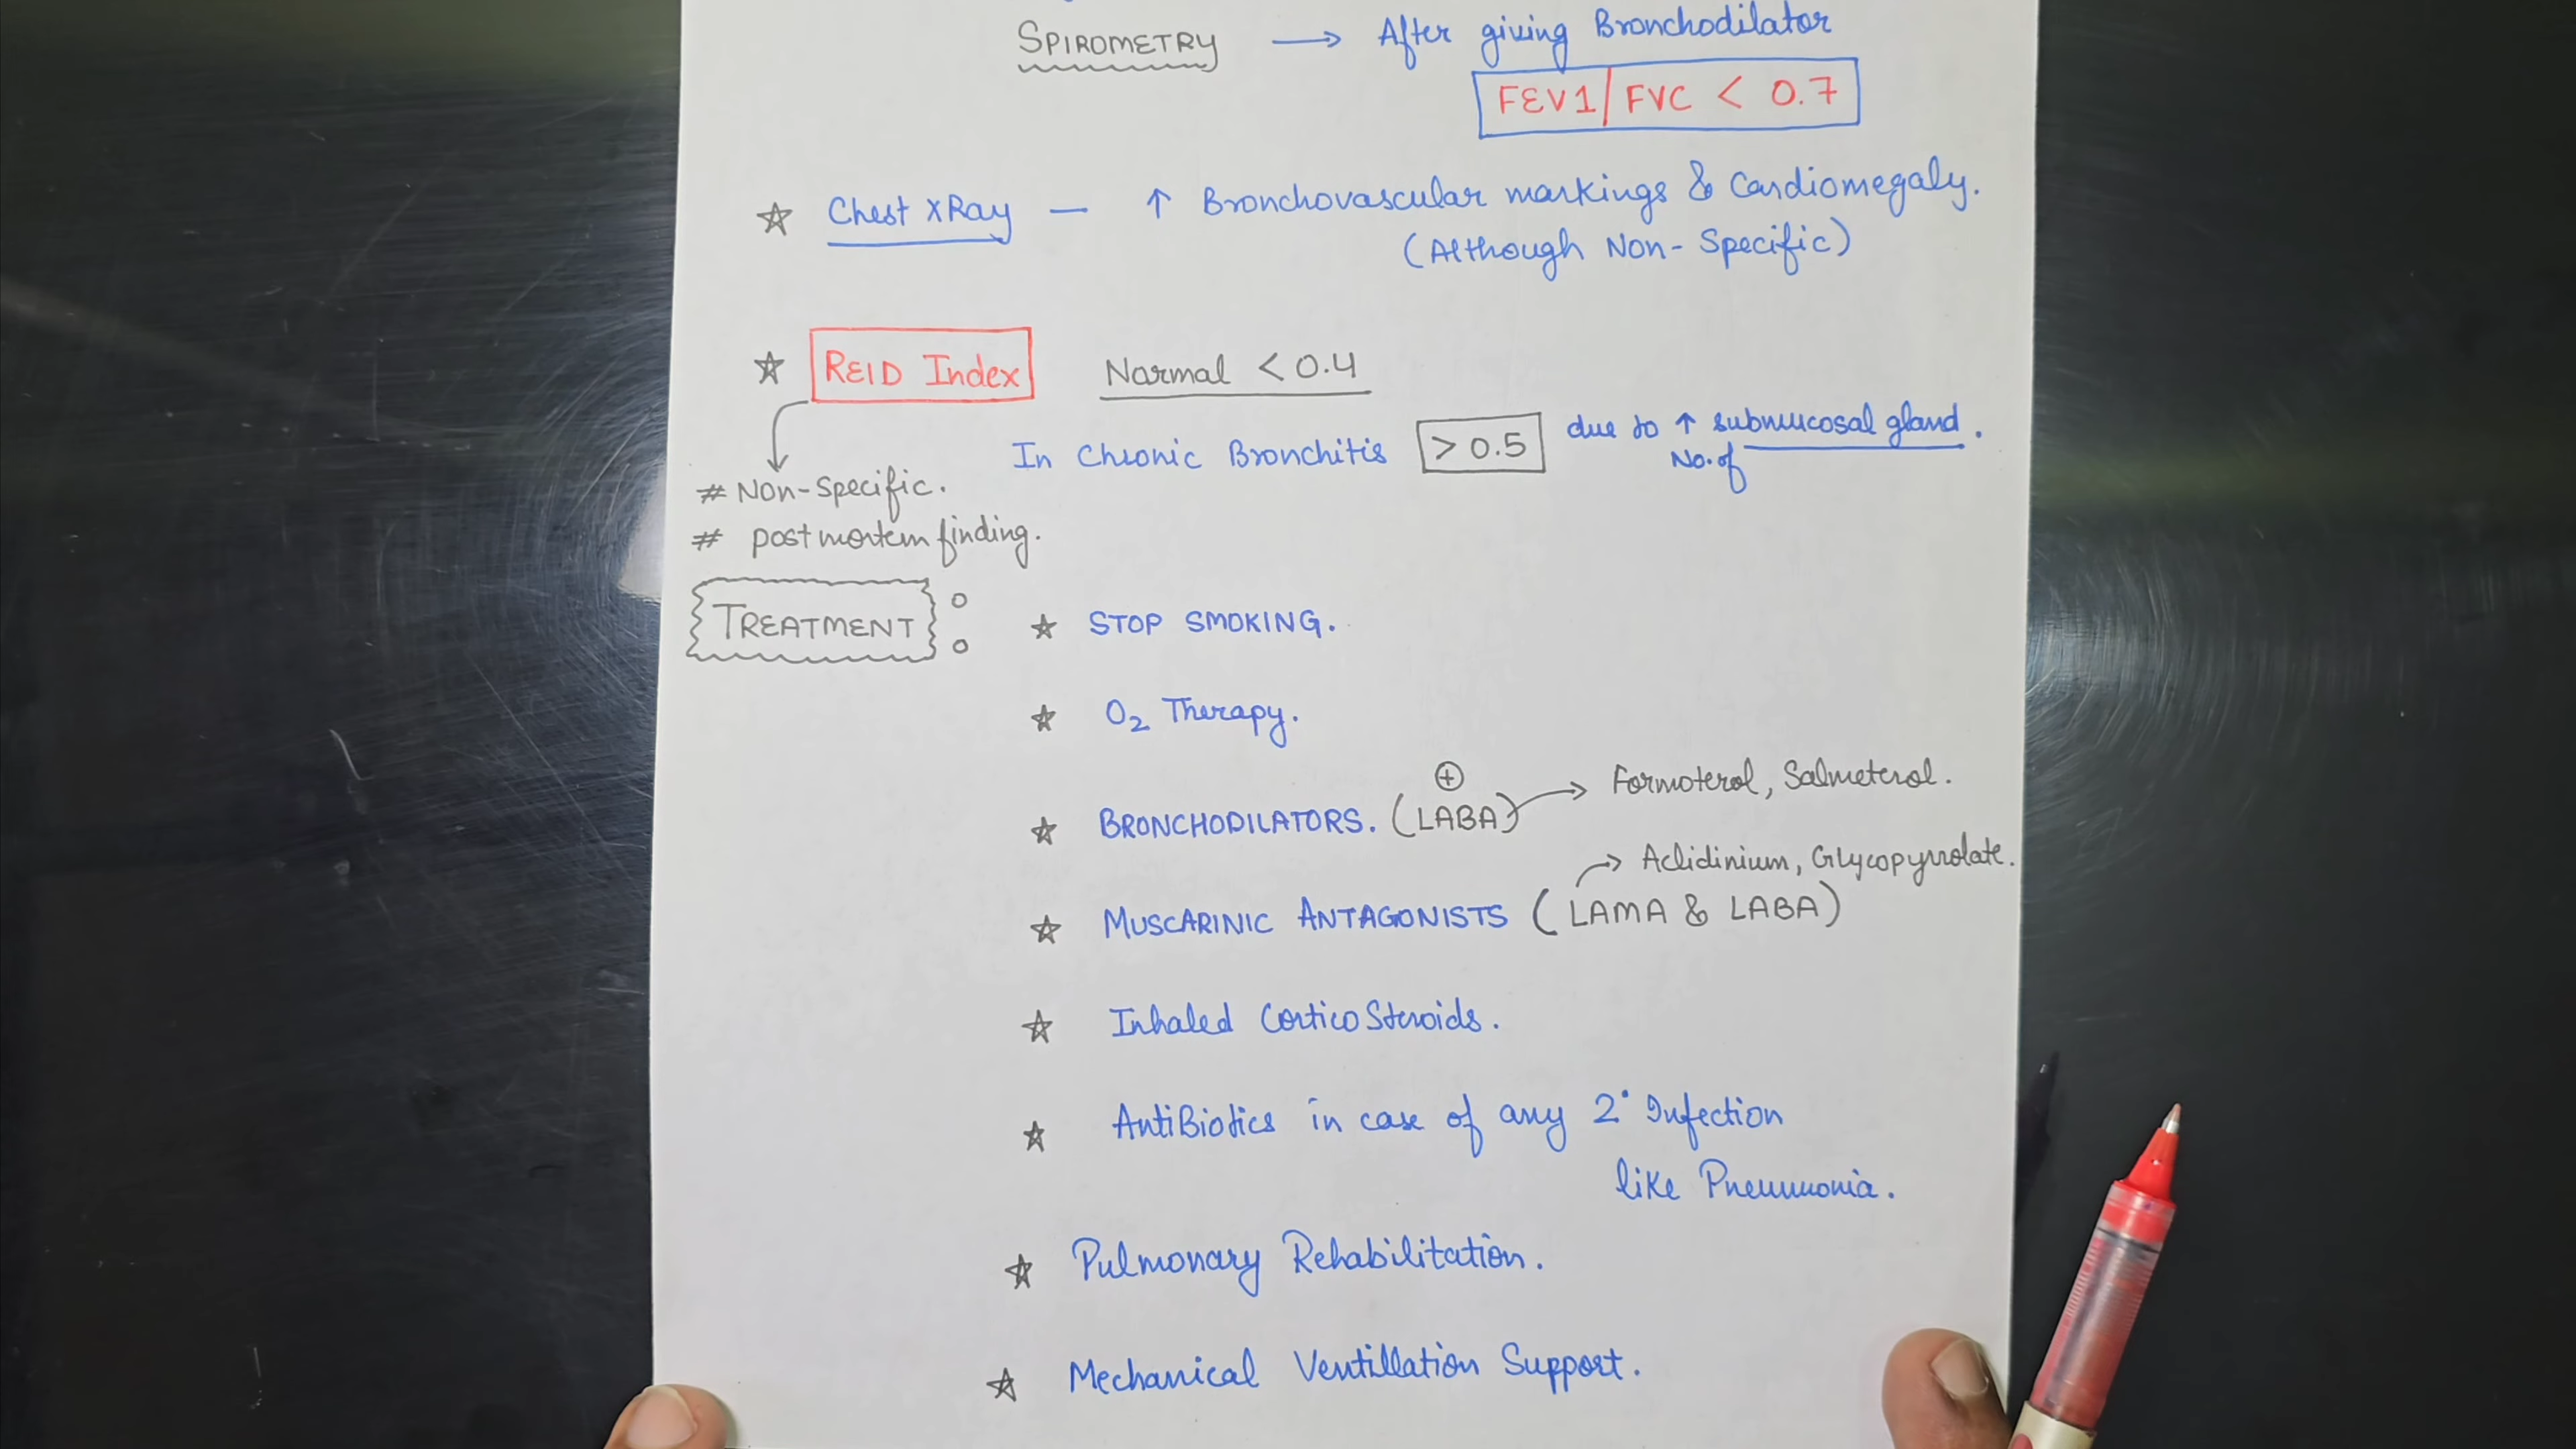 SPIROMETRY → After giving Bronchodilator
FEV1/FVC < 0.7
☆ Chest XRay — ↑ Bronchovascular markings & Cardiomegaly.
(Although Non-Specific)
☆ REID Index Normal < 0.4
In Chronic Bronchitis > 0.5 due to ↑ submucosal gland.
No. of
# Non-Specific.
# post mortem finding.
TREATMENT :
☆ STOP SMOKING.
☆ O2 Therapy.
☆ BRONCHODILATORS. (LABA) → Formoterol, Salmeterol.
⊕
→ Aclidinium, Glycopyrrolate.
☆ MUSCARINIC ANTAGONISTS (LAMA & LABA)
☆ Inhaled CorticoSteroids.
☆ AntiBiotics in case of any 2° Infection
like Pneumonia.
☆ Pulmonary Rehabilitation.
☆ Mechanical Ventillation Support.